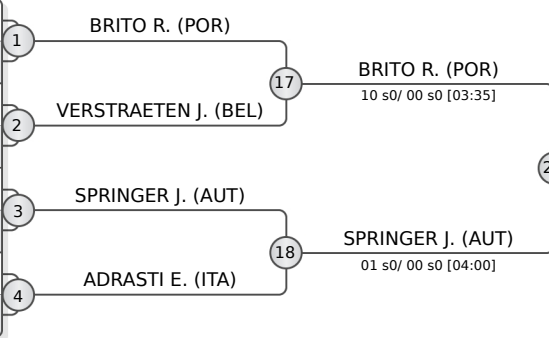 BRITO R. (POR)
1
17
BRITO R. (POR)
10 s0/ 00 s0 [03:35]
VERSTRAETEN J. (BEL)
2
2
SPRINGER J. (AUT)
3
18
SPRINGER J. (AUT)
01 s0/ 00 s0 [04:00]
ADRASTI E. (ITA)
4